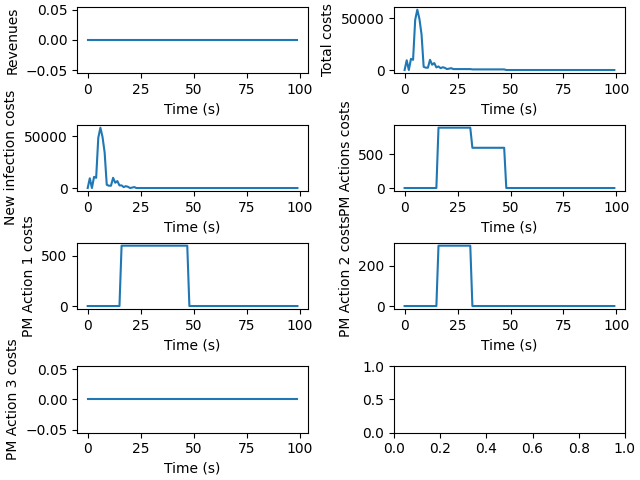 Revenues
0.05
0.00
−0.05
0 25 50 75 100
Time (s)
Total costs
50000
0
0 25 50 75 100
Time (s)
New infection costs
50000
0
0 25 50 75 100
Time (s)
PM Actions costs
500
0
0 25 50 75 100
Time (s)
PM Action 1 costs
500
0
0 25 50 75 100
Time (s)
PM Action 2 costs
200
0
0 25 50 75 100
Time (s)
PM Action 3 costs
0.05
0.00
−0.05
0 25 50 75 100
Time (s)
1.0
0.5
0.0
0.0 0.2 0.4 0.6 0.8 1.0